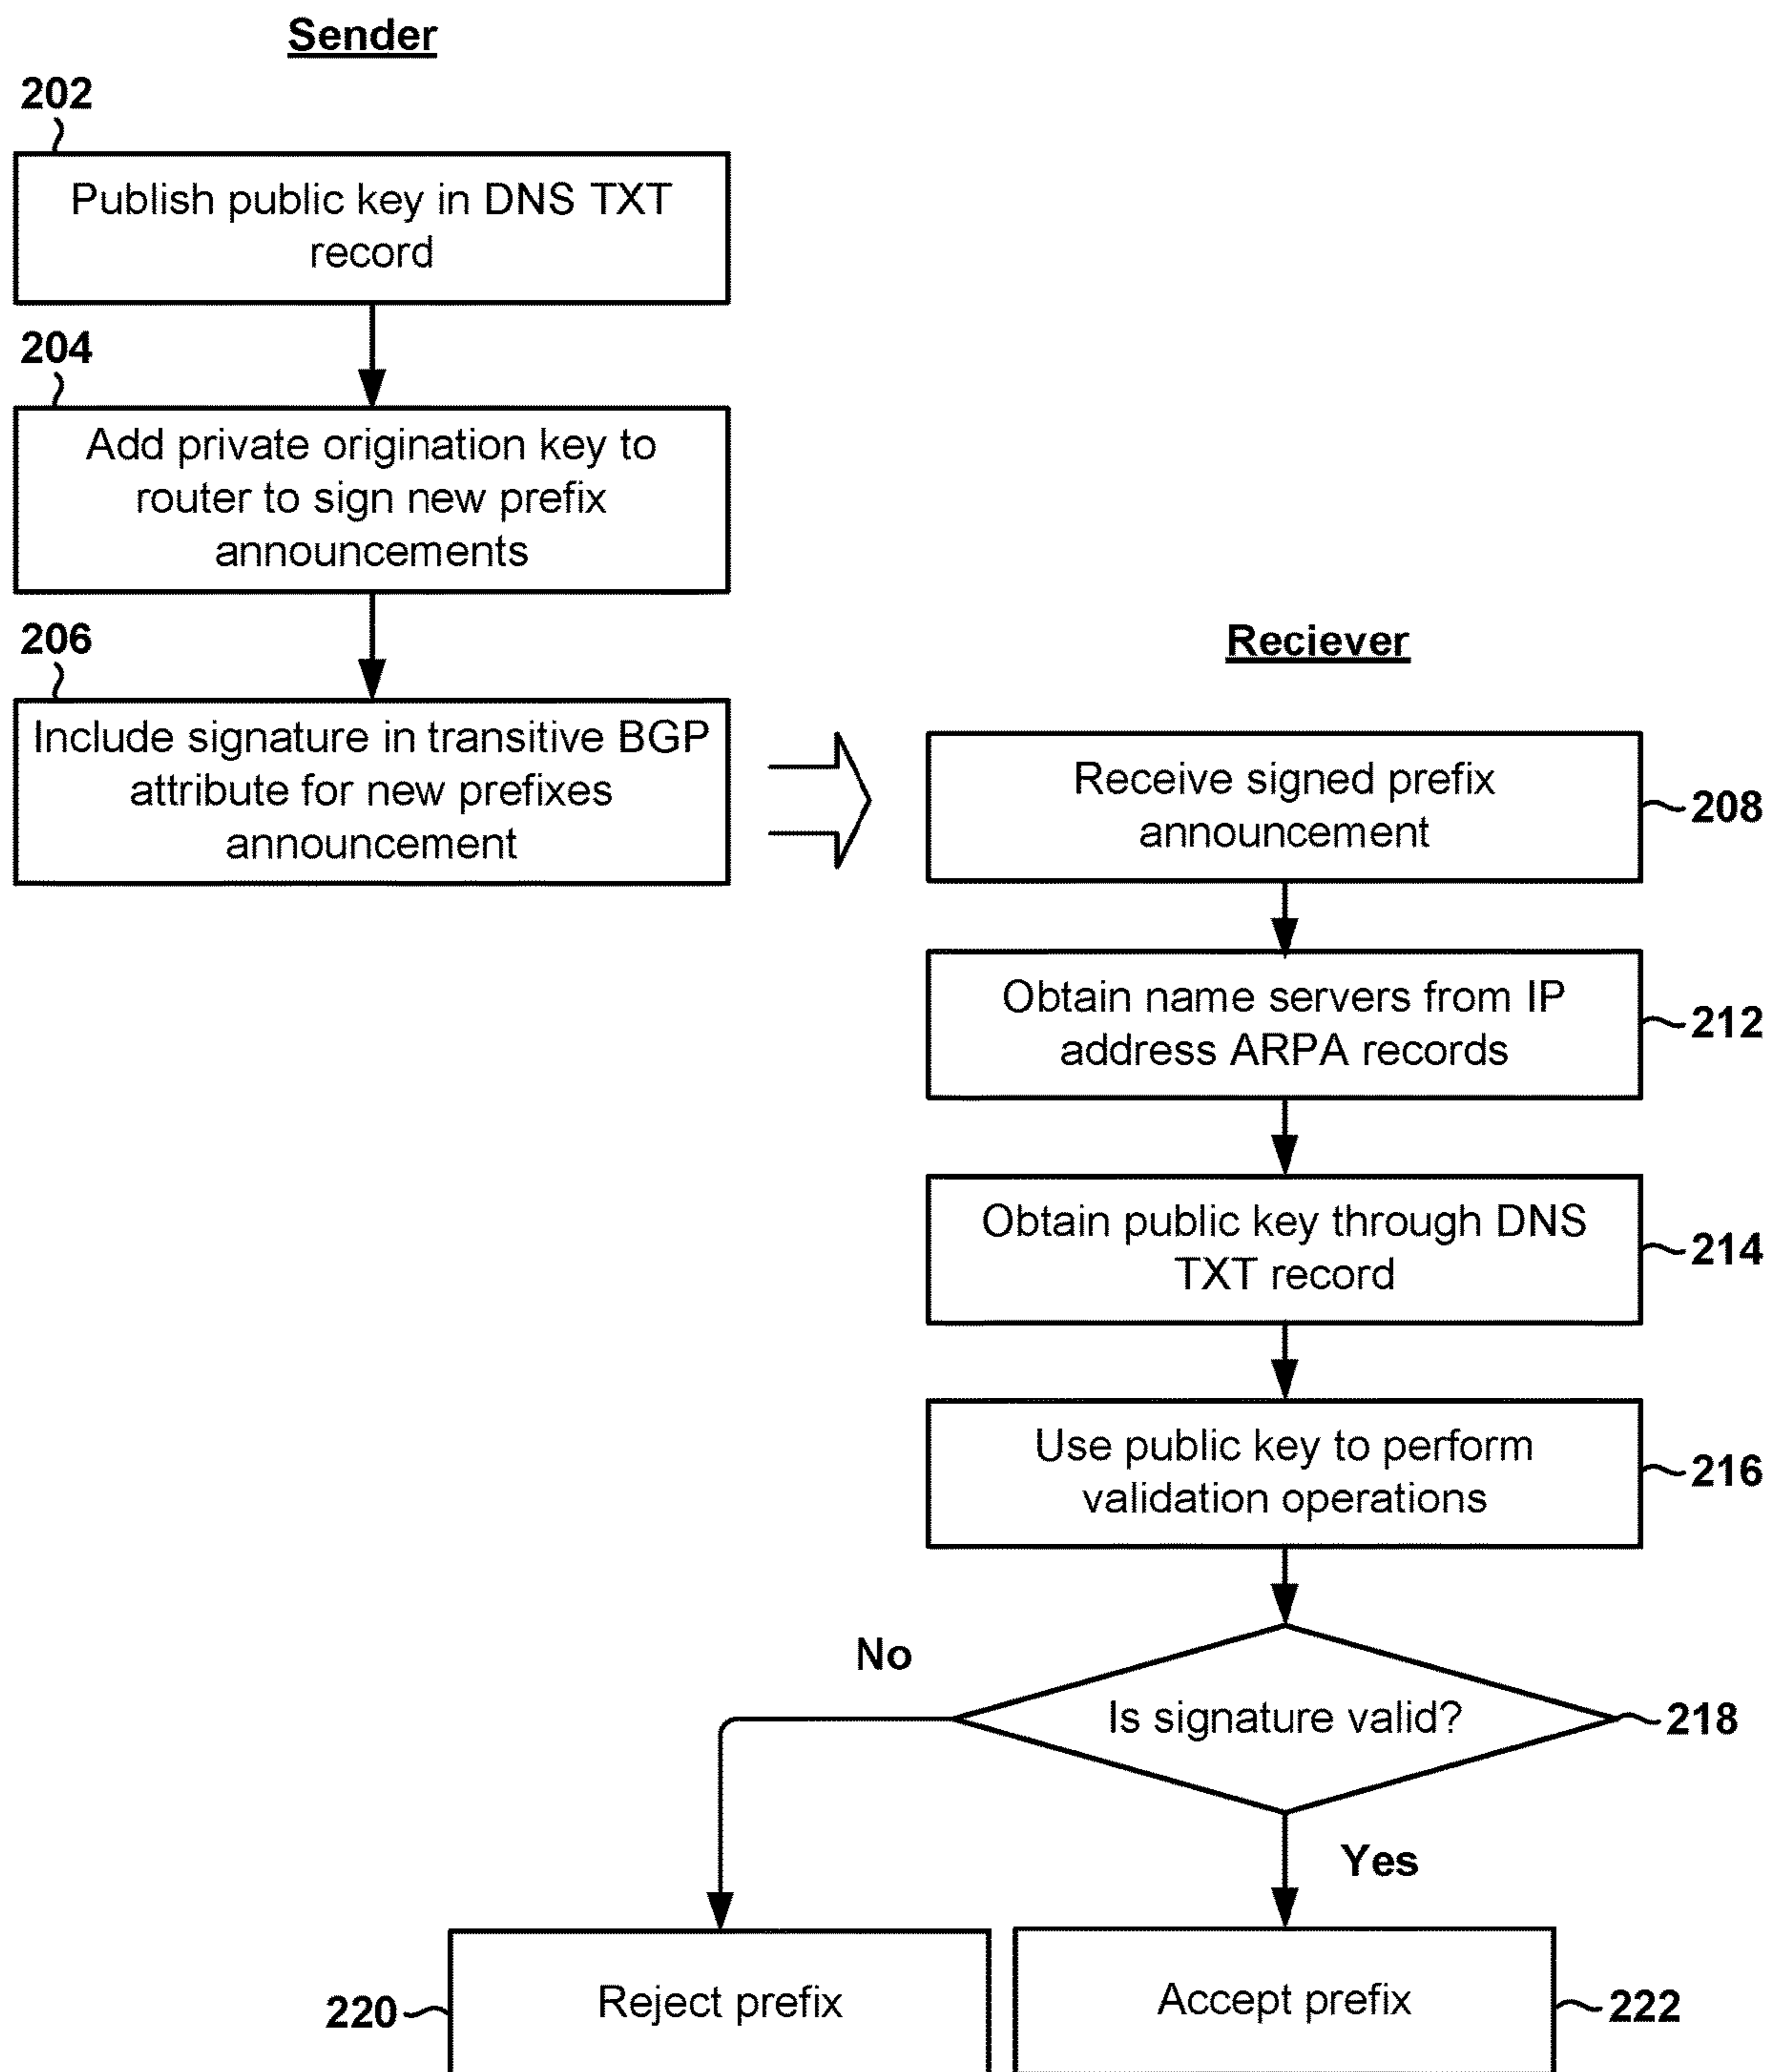 Sender
202
Publish public key in DNS TXT
record
204
Add private origination key to
router to sign new prefix
announcements
206
Include signature in transitive BGP
attribute for new prefixes
announcement
Reciever
Receive signed prefix
announcement
208
Obtain name servers from IP
address ARPA records
212
Obtain public key through DNS
TXT record
214
Use public key to perform
validation operations
216
No
Is signature valid?
218
Yes
220
Reject prefix
Accept prefix
222